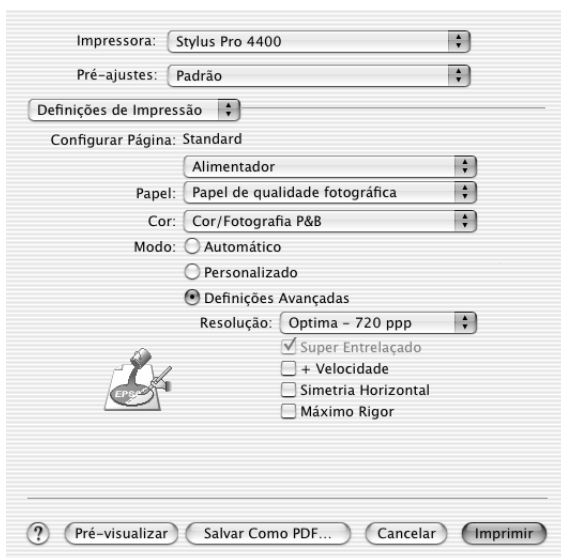 Impressora: Stylus Pro 4400
Pré-ajustes: Padrão
Definições de Impressão
Configurar Página: Standard
Alimentador
Papel: Papel de qualidade fotográfica
Cor: Cor/Fotografia P&B
Modo: Automático
Personalizado
Definições Avançadas
Resolução: Optima – 720 ppp
Super Entrelaçado
+ Velocidade
Simetria Horizontal
Máximo Rigor
EPSON
? Pré-visualizar Salvar Como PDF... Cancelar Imprimir